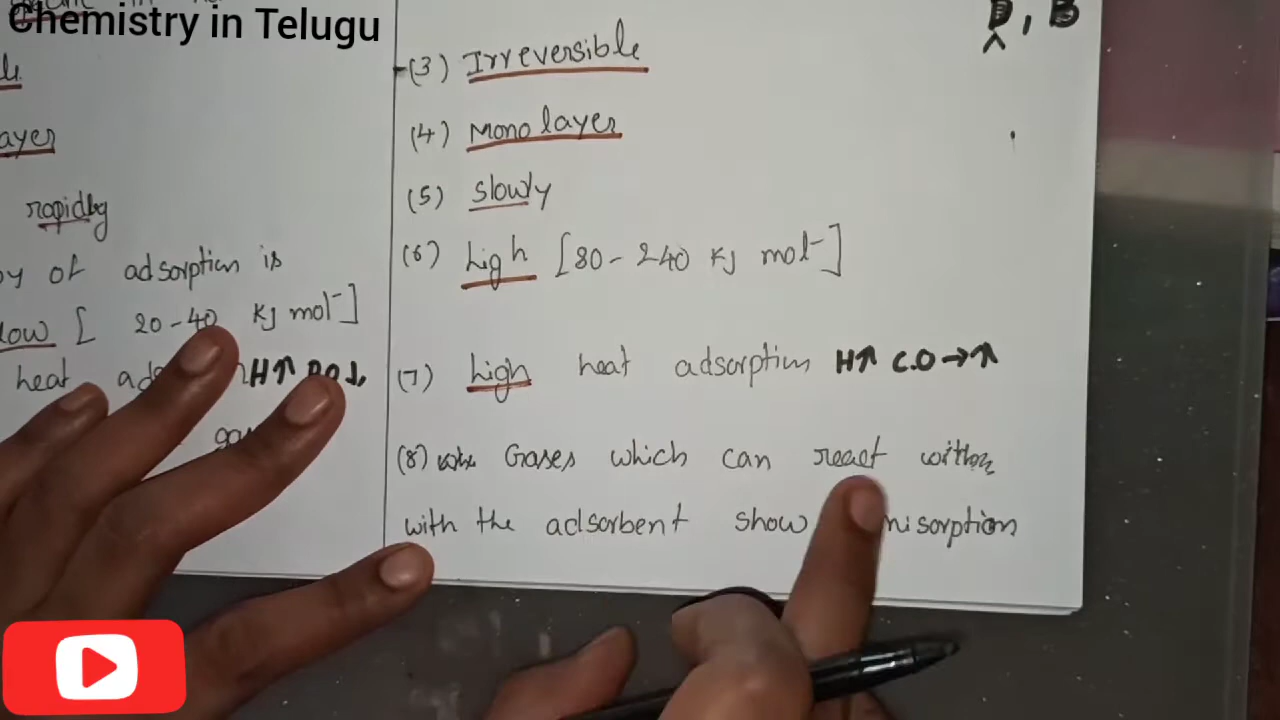 Chemistry in Telugu
D, B
(3) Irreversible
ayer
(4) Mono layer
rapidly
(5) slowly
of adsorption is
(6) high [80-240 KJ mol⁻]
low [ 20-40 KJ mol⁻]
heat H↑ P.O↓
(7) high heat adsorption H↑ C.O→↑
(8) Gases which can react with
with the adsorbent show misorption